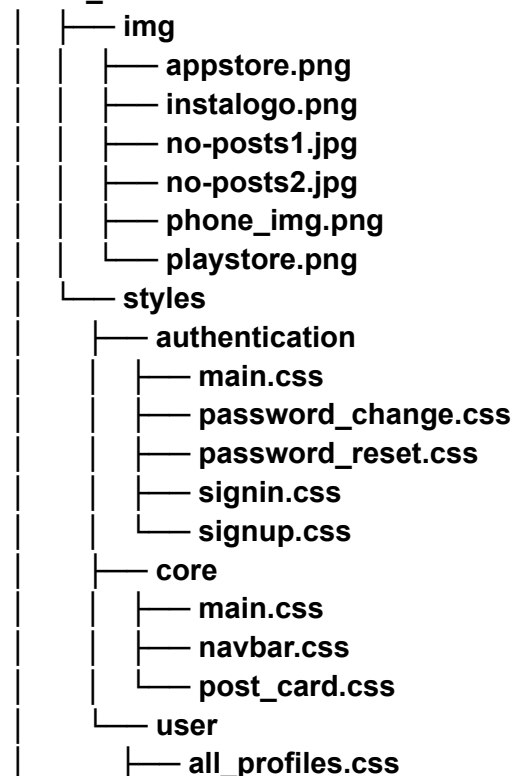 img
appstore.png
instalogo.png
no-posts1.jpg
no-posts2.jpg
phone_img.png
playstore.png
styles
authentication
main.css
password_change.css
password_reset.css
signin.css
signup.css
core
main.css
navbar.css
post_card.css
user
all_profiles.css